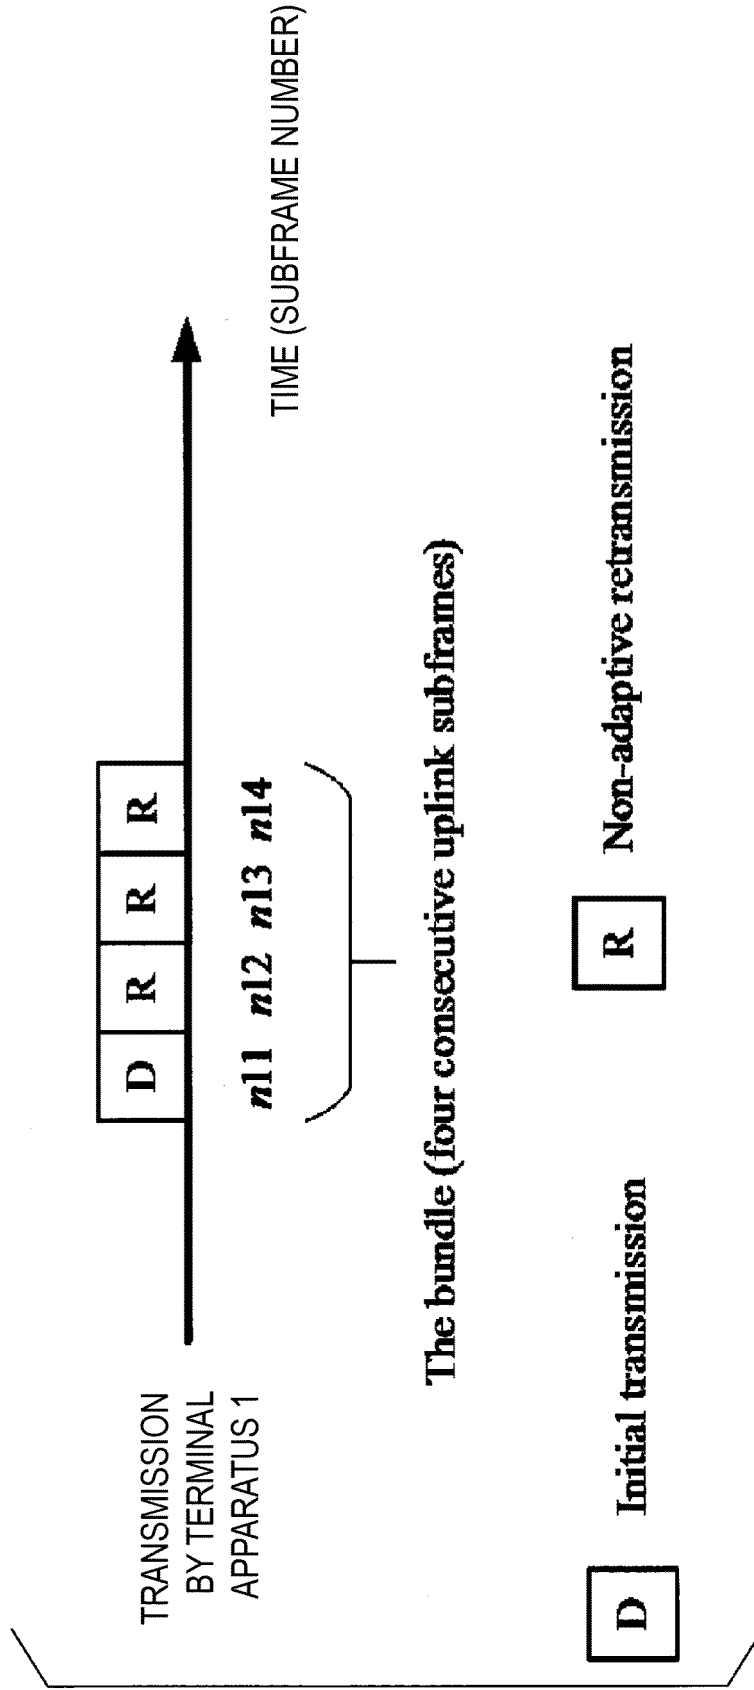 D R R R
TRANSMISSION
BY TERMINAL
APPARATUS 1
n11 n12 n13 n14
TIME (SUBFRAME NUMBER)
The bundle (four consecutive uplink subframes)
D Initial transmission
R Non-adaptive retransmission